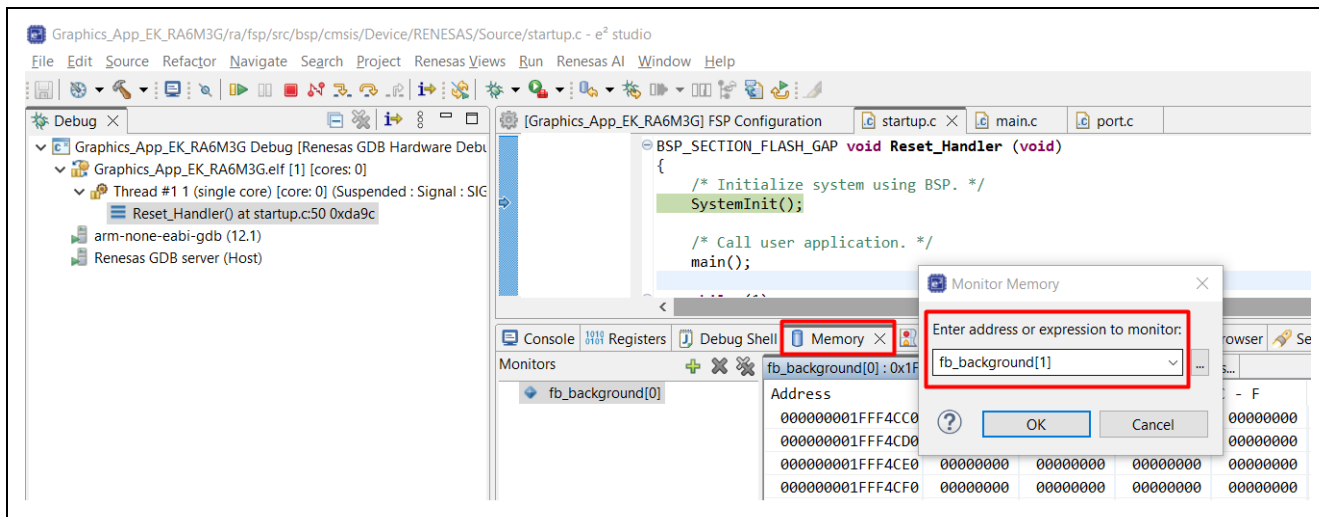 Graphics_App_EK_RA6M3G/ra/fsp/src/bsp/cmsis/Device/RENESAS/Source/startup.c - e² studio
File Edit Source Refactor Navigate Search Project Renesas Views Run Renesas AI Window Help
Debug
[Graphics_App_EK_RA6M3G] FSP Configuration startup.c main.c port.c
Graphics_App_EK_RA6M3G Debug [Renesas GDB Hardware Debu
Graphics_App_EK_RA6M3G.elf [1] [cores: 0]
Thread #1 1 (single core) [core: 0] (Suspended : Signal : SIG
Reset_Handler() at startup.c:50 0xda9c
arm-none-eabi-gdb (12.1)
Renesas GDB server (Host)
BSP_SECTION_FLASH_GAP void Reset_Handler (void)
{
/* Initialize system using BSP. */
SystemInit();
/* Call user application. */
main();
Console Registers Debug Shell Memory rowser Se
Monitors
fb_background[0]
fb_background[0] : 0x1F s...
Address - F
000000001FFF4CC0 00000000
000000001FFF4CD0 00000000
000000001FFF4CE0 00000000 00000000 00000000 00000000
000000001FFF4CF0 00000000 00000000 00000000 00000000
Monitor Memory
Enter address or expression to monitor:
fb_background[1] ...
OK Cancel